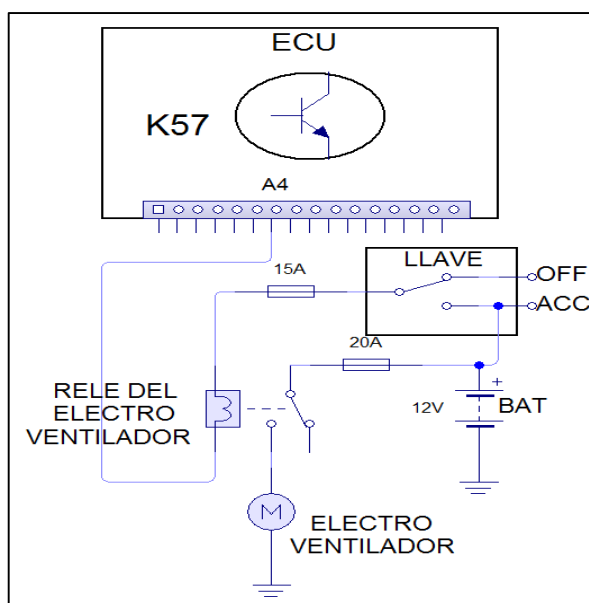 ECU
K57
A4
15A
LLAVE
OFF
ACC
20A
RELE DEL
ELECTRO
VENTILADOR
12V
+
BAT
M
ELECTRO
VENTILADOR